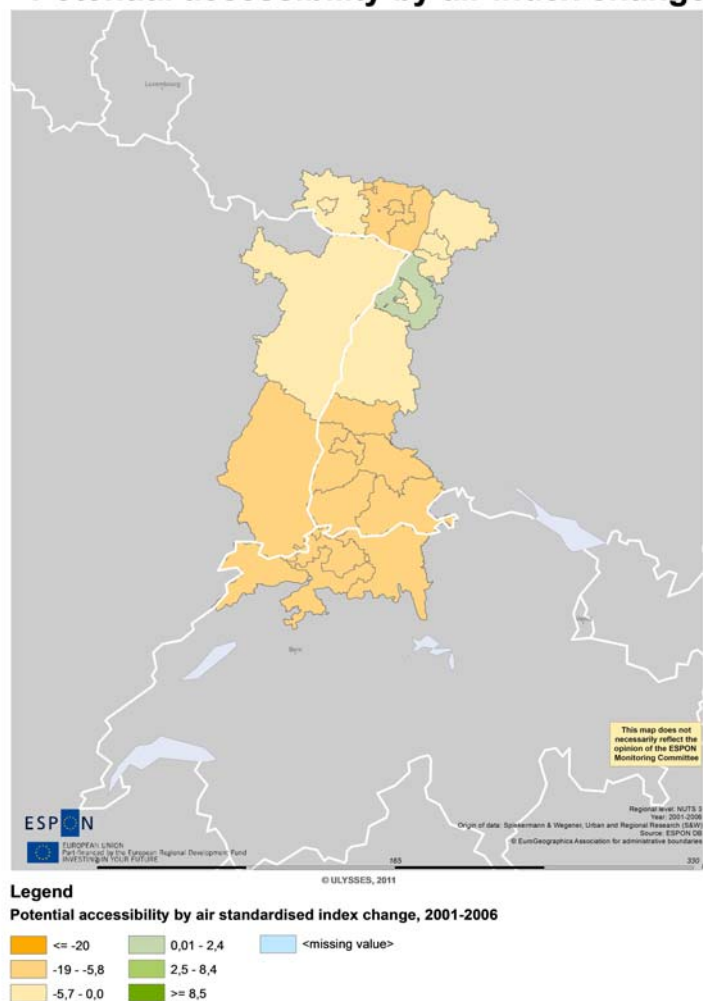 Potential accessibility by air index change
Luxembourg
Bern
This map does not
necessarily reflect the
opinion of the ESPON
Monitoring Committee
ESPON
Regional level: NUTS 3
Year: 2001-2006
Origin of data: Spiekermann & Wegener, Urban and Regional Research (S&W)
Source: ESPON DB
© EuroGeographics Association for administrative boundaries
EUROPEAN UNION
Part-financed by the European Regional Development Fund
INVESTING IN YOUR FUTURE
0 165 330
© ULYSSES, 2011
Legend
Potential accessibility by air standardised index change, 2001-2006
<= -20
-19 - -5,8
-5,7 - 0,0
0,01 - 2,4
2,5 - 8,4
>= 8,5
<missing value>